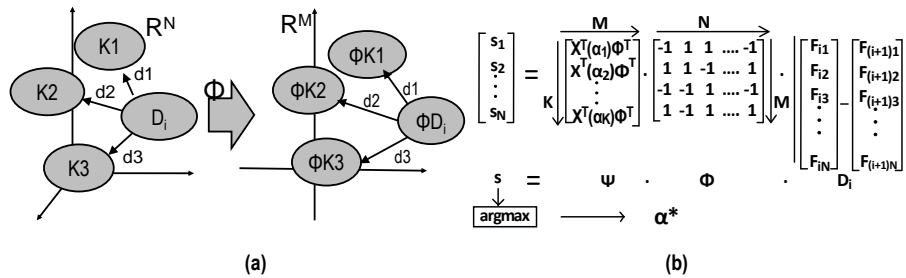 R^N
K1
d1
K2
d2
D_i
d3
K3
Φ
R^M
ΦK1
d1
ΦK2
d2
ΦD_i
d3
ΦK3
(a)
M N
s_1
s_2
⋮
s_N
=
K
X^T(α_1)Φ^T
X^T(α_2)Φ^T
⋮
X^T(α_K)Φ^T
·
-1 1 1 .... -1
1 1 -1 .... 1
-1 -1 1 .... -1
1 -1 1 .... 1
M
·
F_i1
F_i2
F_i3
⋮
F_iN
−
F_(i+1)1
F_(i+1)2
F_(i+1)3
⋮
F_(i+1)N
s = Ψ · Φ · D_i
argmax α*
(b)